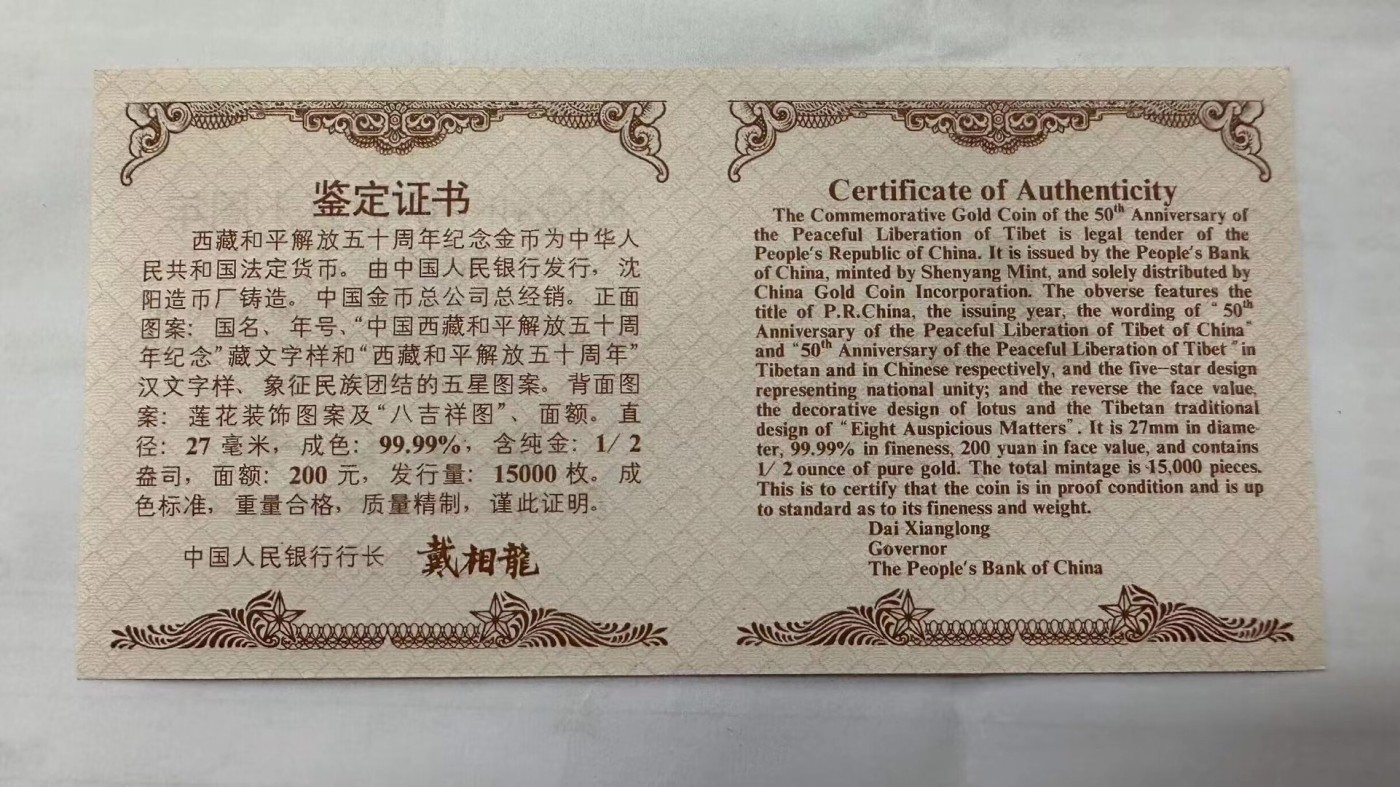 鉴定证书
西藏和平解放五十周年纪念金币为中华人
民共和国法定货币。由中国人民银行发行，沈
阳造币厂铸造。中国金币总公司总经销。正面
图案：国名、年号、“中国西藏和平解放五十周
年纪念”藏文字样和“西藏和平解放五十周年”
汉文字样、象征民族团结的五星图案。背面图
案：莲花装饰图案及“八吉祥图”、面额。直
径：27毫米，成色：99.99%，含纯金：1/2
盎司，面额：200元，发行量：15000枚。成
色标准，重量合格，质量精制，谨此证明。
中国人民银行行长 戴相龍
Certificate of Authenticity
The Commemorative Gold Coin of the 50th Anniversary of
the Peaceful Liberation of Tibet is legal tender of the
People's Republic of China. It is issued by the People's Bank
of China, minted by Shenyang Mint, and solely distributed by
China Gold Coin Incorporation. The obverse features the
title of P.R.China, the issuing year, the wording of "50th
Anniversary of the Peaceful Liberation of Tibet of China"
and "50th Anniversary of the Peaceful Liberation of Tibet" in
Tibetan and in Chinese respectively, and the five-star design
representing national unity; and the reverse the face value,
the decorative design of lotus and the Tibetan traditional
design of "Eight Auspicious Matters". It is 27mm in diame-
ter, 99.99% in fineness, 200 yuan in face value, and contains
1/2 ounce of pure gold. The total mintage is 15,000 pieces.
This is to certify that the coin is in proof condition and is up
to standard as to its fineness and weight.
Dai Xianglong
Governor
The People's Bank of China